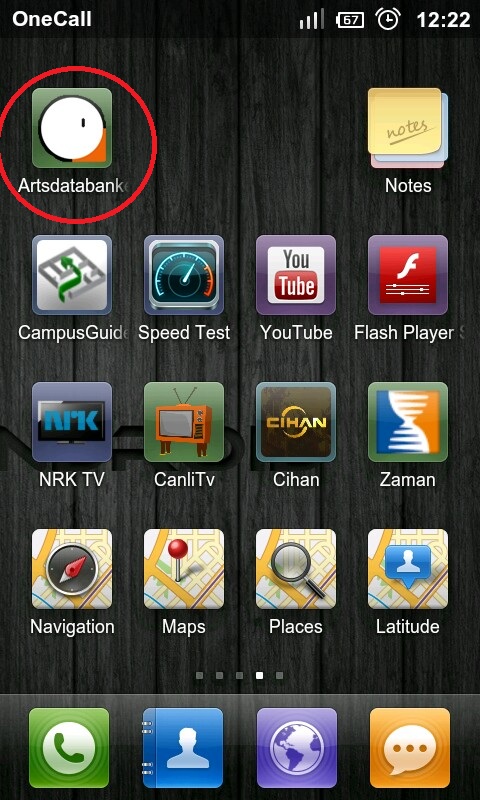 OneCall 67 12:22
notes
Artsdatabanke Notes
You
Tube
CampusGuide Speed Test YouTube Flash Player S
NRK CIHAN
NRK TV CanliTv Cihan Zaman
Navigation Maps Places Latitude